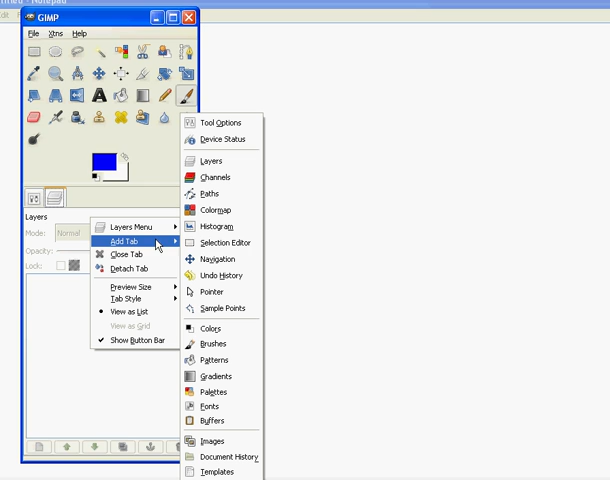 GIMP
File Xtns Help
Layers
Mode: Normal
Opacity:
Lock:
Layers Menu
Add Tab
Close Tab
Detach Tab
Preview Size
Tab Style
View as List
View as Grid
Show Button Bar
Tool Options
Device Status
Layers
Channels
Paths
Colormap
Histogram
Selection Editor
Navigation
Undo History
Pointer
Sample Points
Colors
Brushes
Patterns
Gradients
Palettes
Fonts
Buffers
Images
Document History
Templates